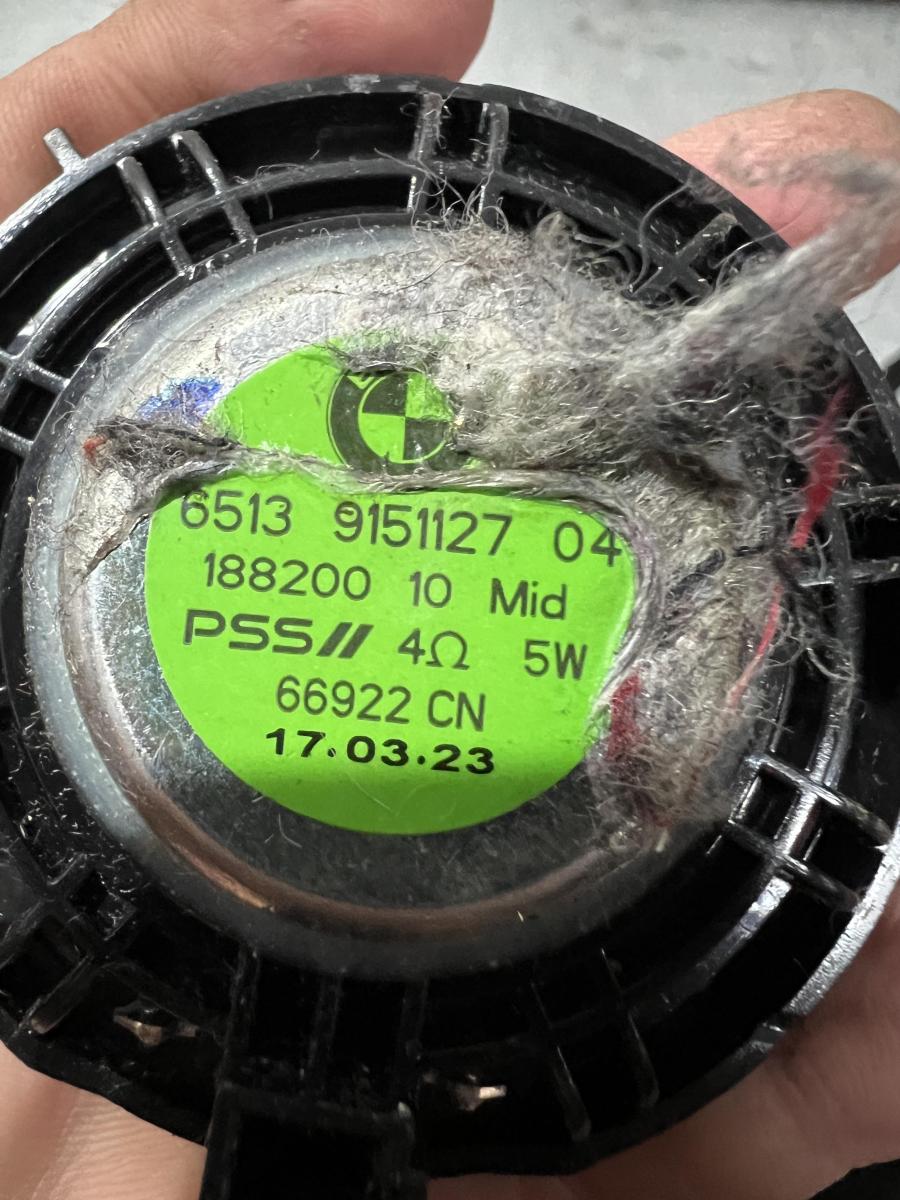 6513 9151127 04
188200 10 Mid
PSS// 4Ω 5W
66922 CN
17.03.23